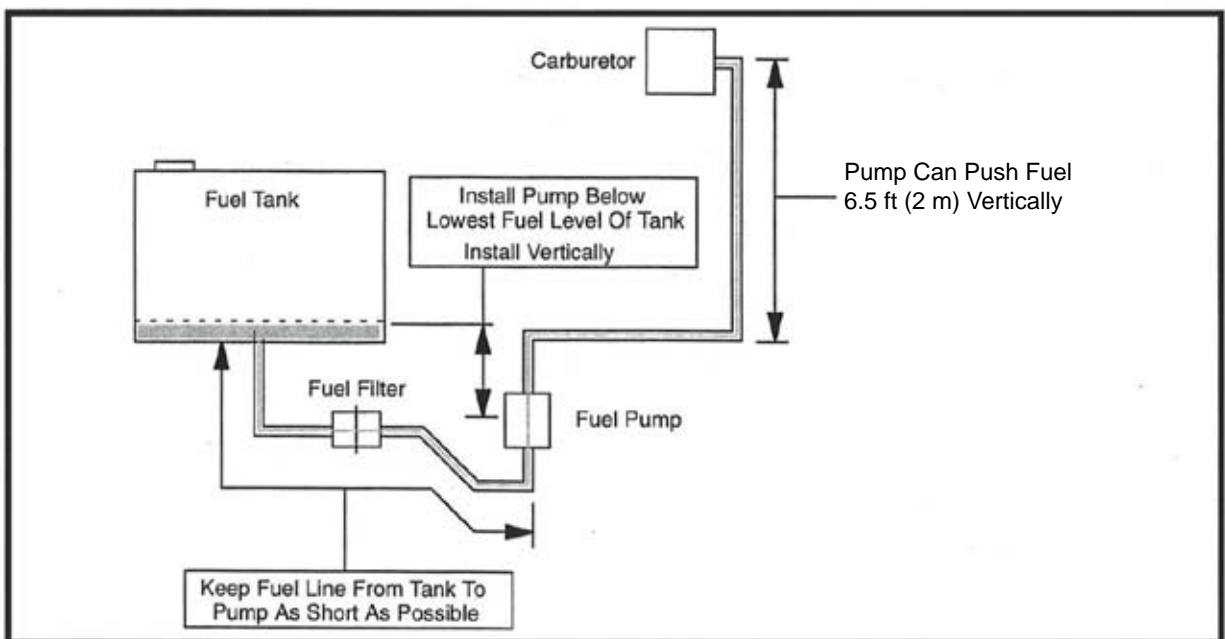 Carburetor
Pump Can Push Fuel
6.5 ft (2 m) Vertically
Fuel Tank
Install Pump Below
Lowest Fuel Level Of Tank
Install Vertically
Fuel Filter
Fuel Pump
Keep Fuel Line From Tank To
Pump As Short As Possible